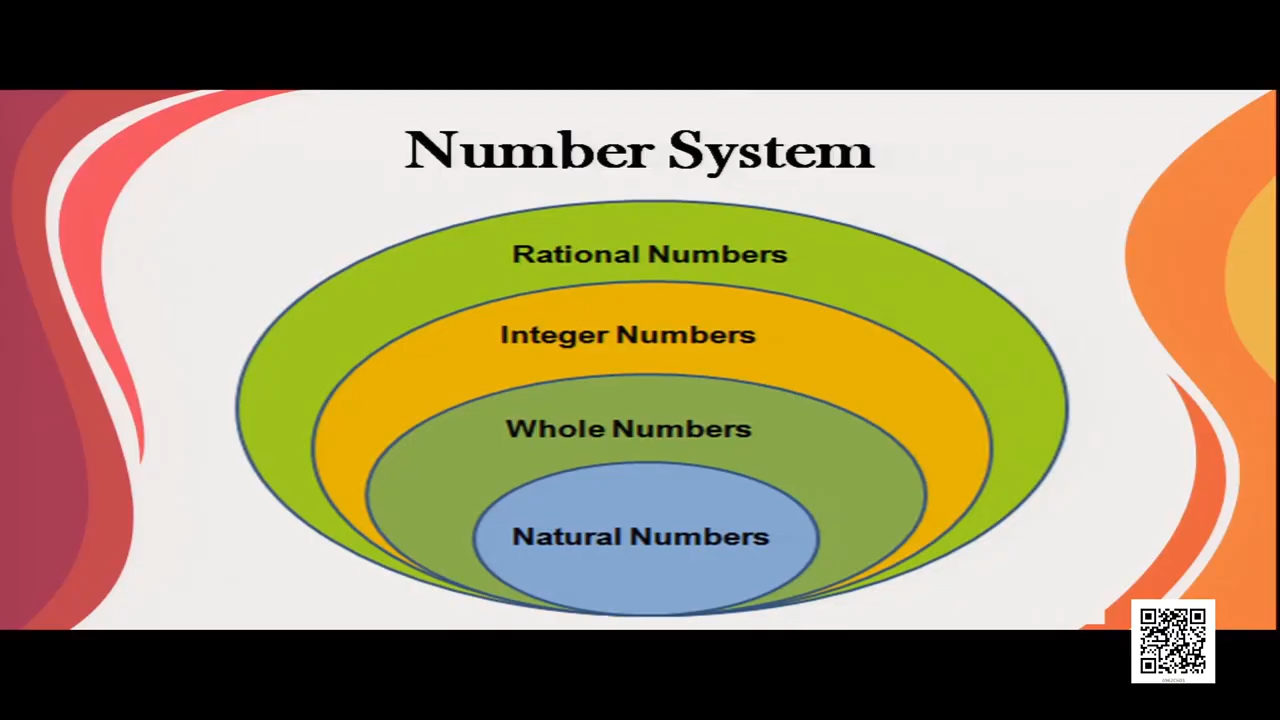 Number System
Rational Numbers
Integer Numbers
Whole Numbers
Natural Numbers